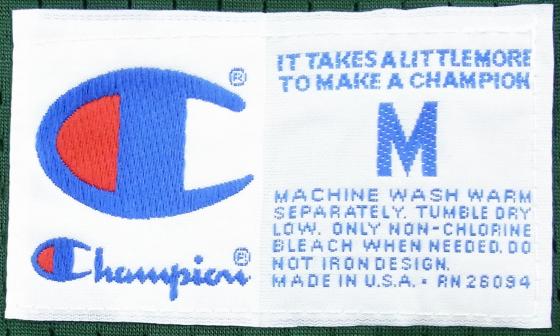 Champion
IT TAKES A LITTLE MORE
TO MAKE A CHAMPION
M
MACHINE WASH WARM
SEPARATELY. TUMBLE DRY
LOW. ONLY NON-CHLORINE
BLEACH WHEN NEEDED. DO
NOT IRON DESIGN.
MADE IN U.S.A. • RN 26094